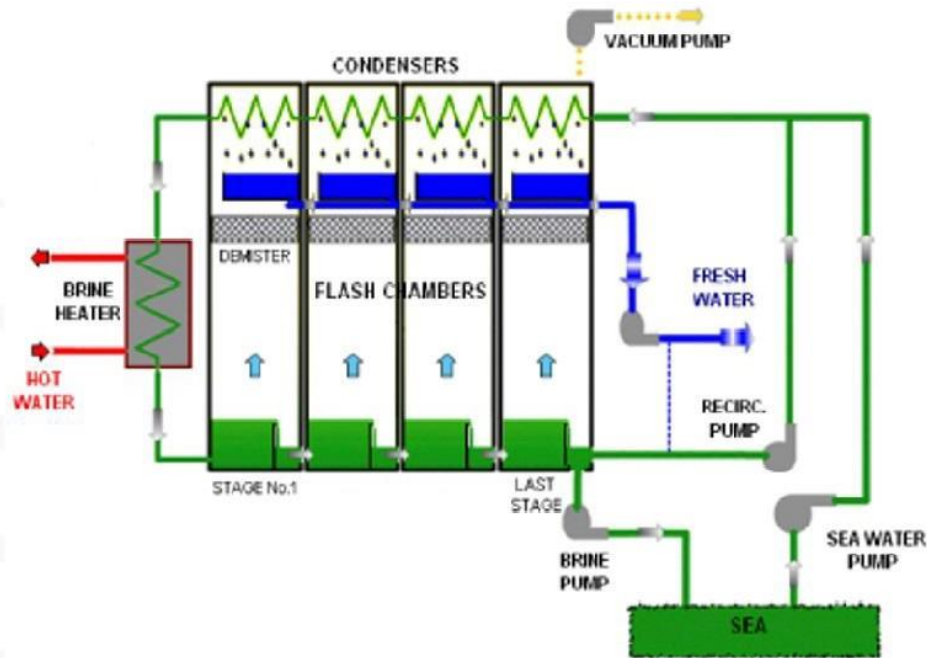 VACUUM PUMP
CONDENSERS
DEMISTER
BRINE
HEATER
FLASH CHAMBERS
FRESH
WATER
HOT
WATER
RECIRC.
PUMP
STAGE No.1
LAST
STAGE
BRINE
PUMP
SEA WATER
PUMP
SEA